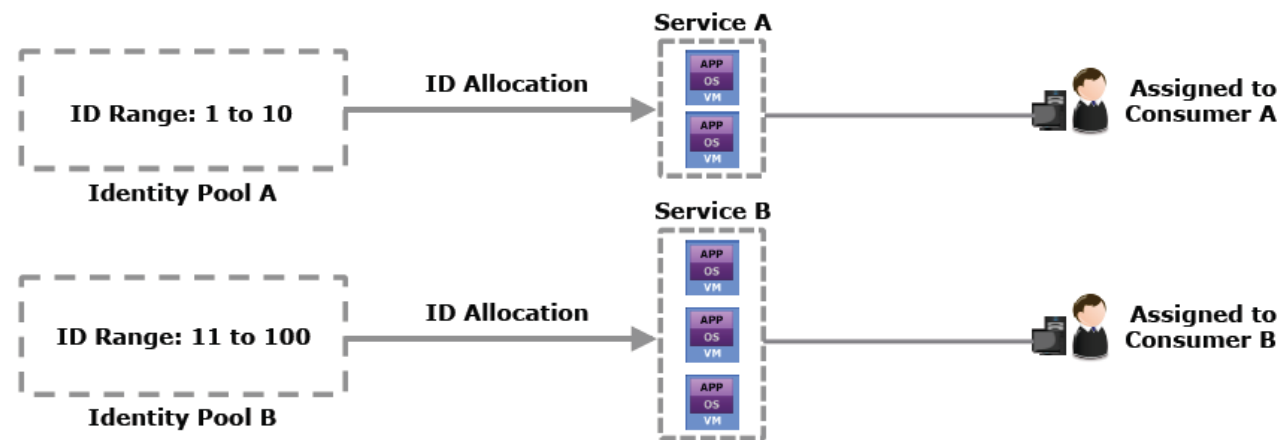 Service A
APP
OS
VM
APP
OS
VM
ID Allocation
ID Range: 1 to 10
Identity Pool A
Assigned to
Consumer A
Service B
APP
OS
VM
APP
OS
VM
APP
OS
VM
ID Allocation
ID Range: 11 to 100
Identity Pool B
Assigned to
Consumer B